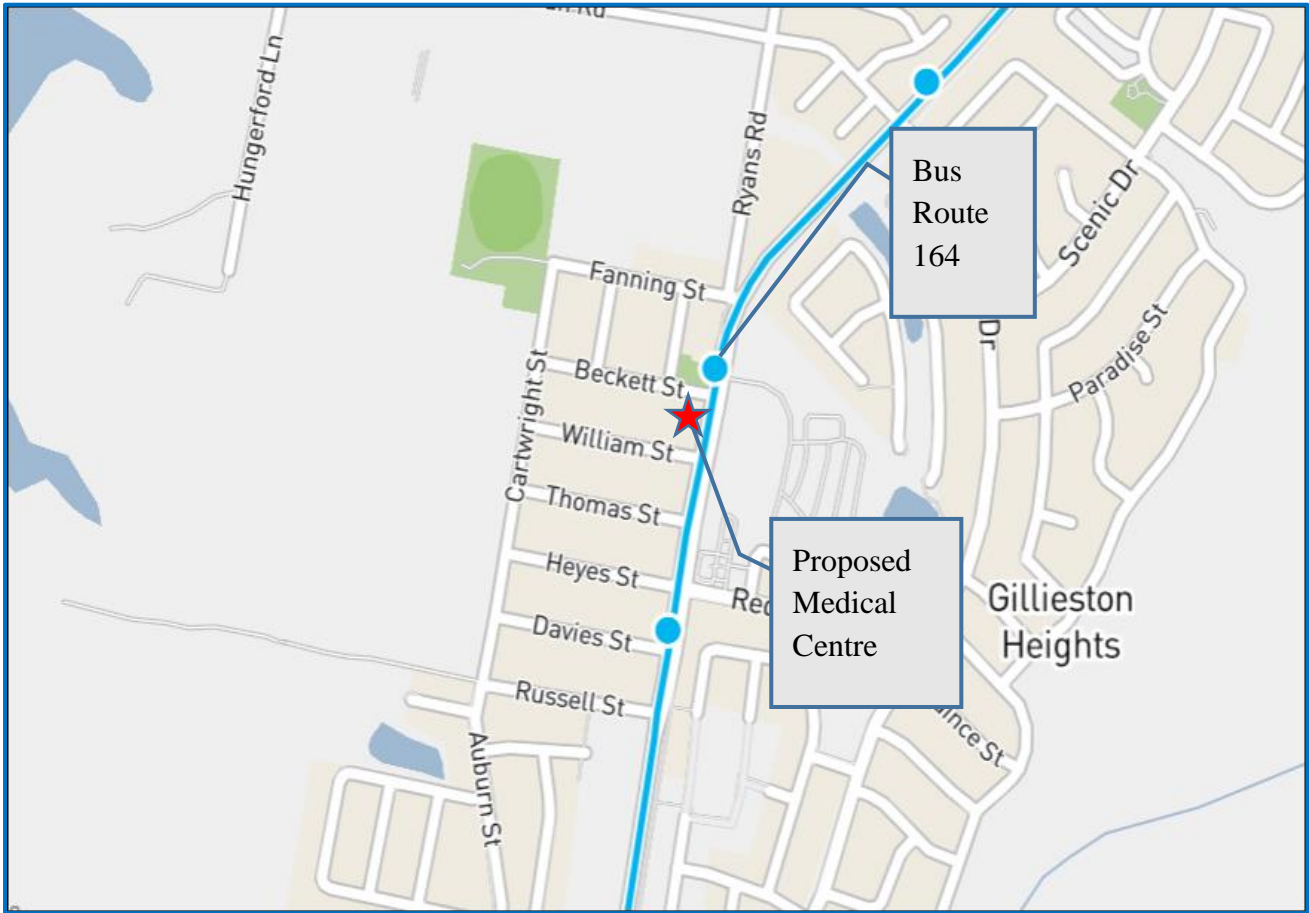 Hungerford Ln
Rd
Ryans Rd
Bus
Route
164
Scenic Dr
Fanning St
Dr
Paradise St
Beckett St
Cartwright St
William St
Thomas St
Proposed
Medical
Centre
Heyes St
Gillieston
Heights
Davies St
Russell St
Auburn St